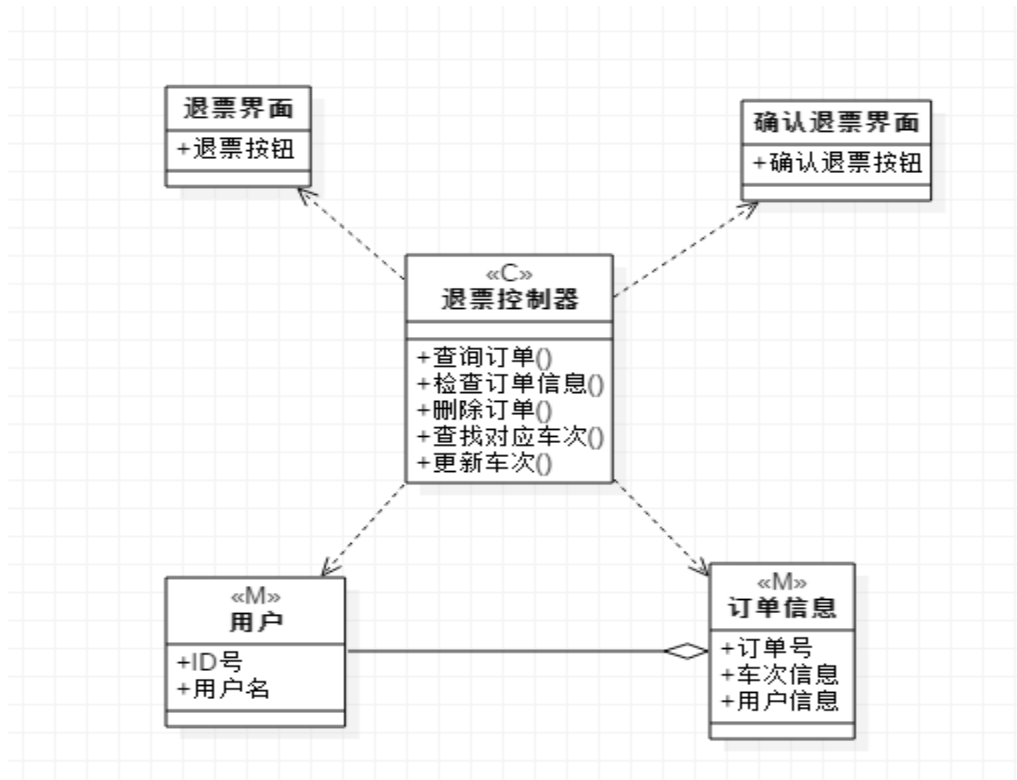 退票界面
+退票按钮
确认退票界面
+确认退票按钮
«C»
退票控制器
+查询订单()
+检查订单信息()
+删除订单()
+查找对应车次()
+更新车次()
«M»
用户
+ID号
+用户名
«M»
订单信息
+订单号
+车次信息
+用户信息